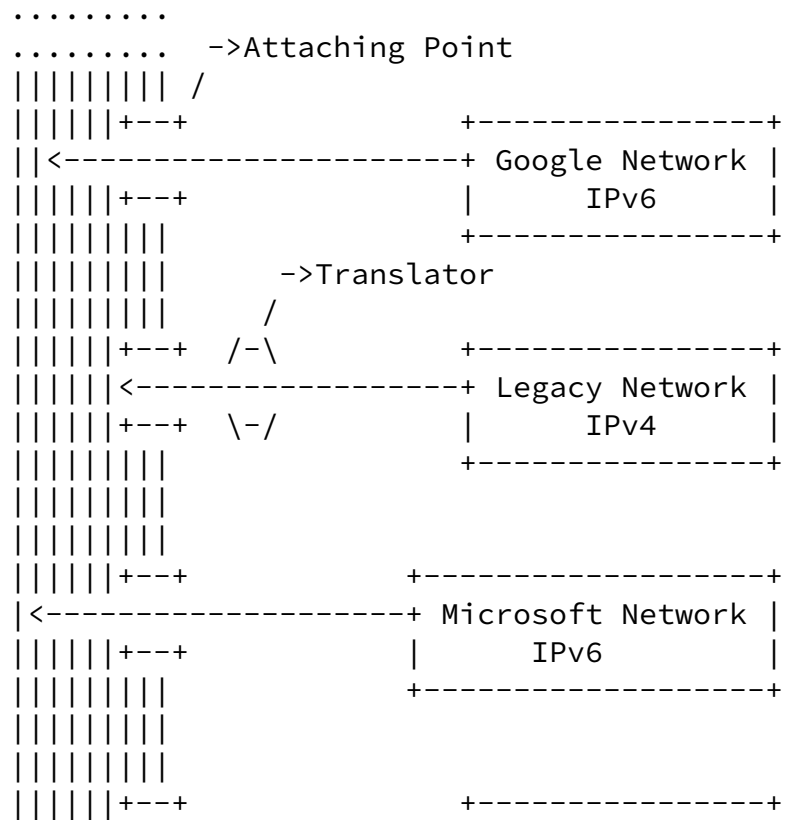 .........
.........  ->Attaching Point
||||||||| /
||||||+--+               +----------------+
||<----------------------+ Google Network |
||||||+--+               |      IPv6      |
|||||||||                +----------------+
|||||||||      ->Translator
|||||||||     /
||||||+--+  /-\          +----------------+
||||||<------------------+ Legacy Network |
||||||+--+  \-/          |      IPv4      |
|||||||||                +----------------+
|||||||||
|||||||||
||||||+--+            +-------------------+
|<--------------------+ Microsoft Network |
||||||+--+            |      IPv6         |
|||||||||             +-------------------+
|||||||||
|||||||||
||||||+--+               +----------------+